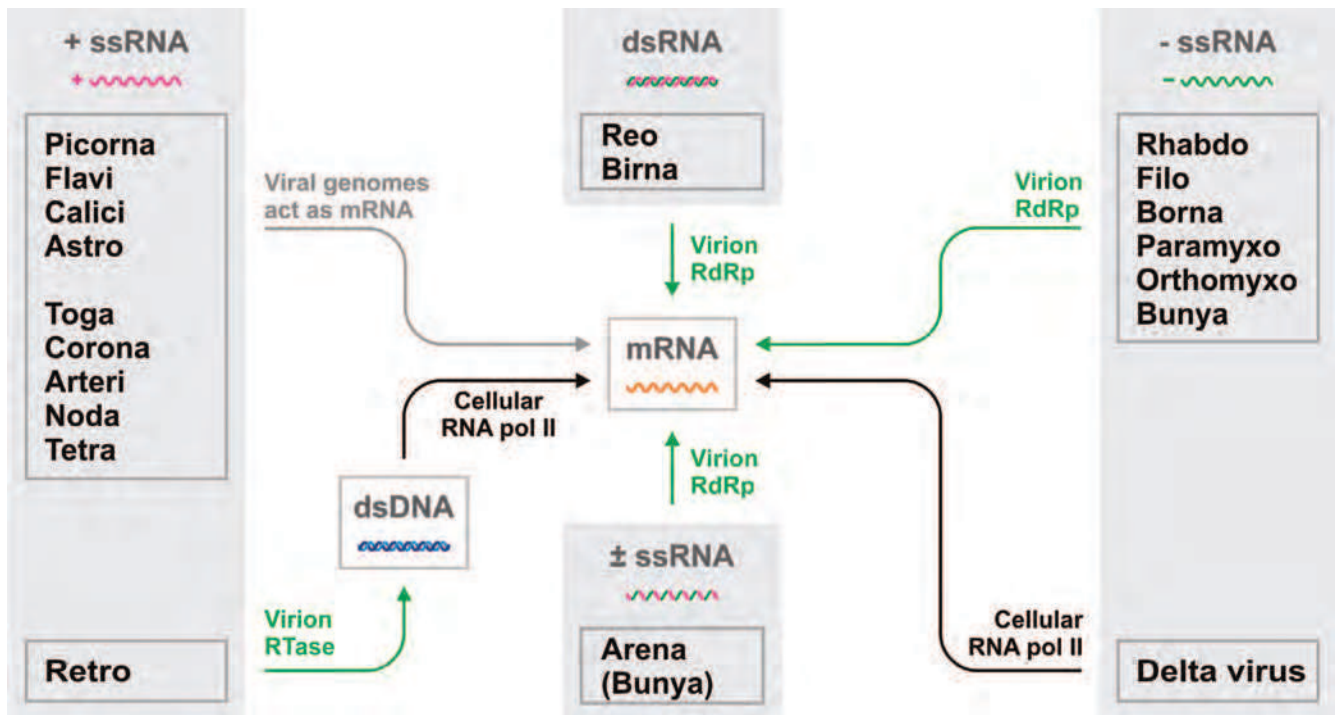 + ssRNA
+
Picorna
Flavi
Calici
Astro
Toga
Corona
Arteri
Noda
Tetra
Retro
Viral genomes
act as mRNA
Cellular
RNA pol II
dsDNA
Virion
RTase
dsRNA
Reo
Birna
Virion
RdRp
mRNA
Virion
RdRp
± ssRNA
Arena
(Bunya)
Virion
RdRp
Cellular
RNA pol II
- ssRNA
-
Rhabdo
Filo
Borna
Paramyxo
Orthomyxo
Bunya
Delta virus